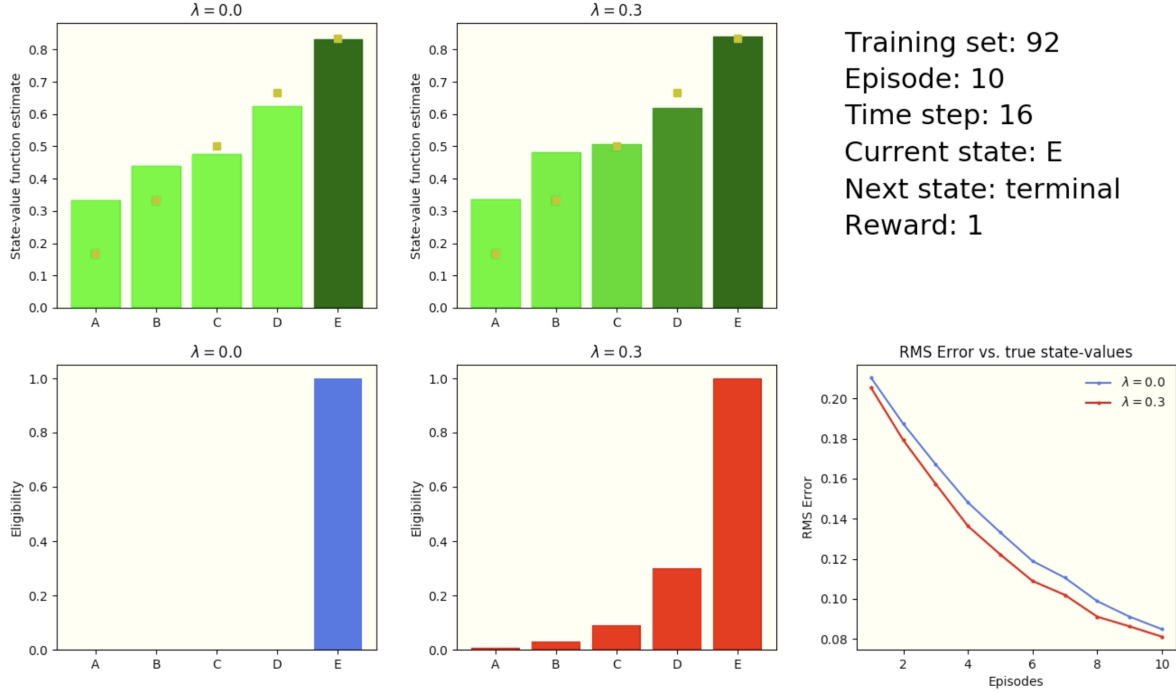 λ = 0.0
0.8
0.7
0.6
0.5
0.4
0.3
0.2
0.1
0.0
State-value function estimate
A B C D E
λ = 0.3
0.8
0.7
0.6
0.5
0.4
0.3
0.2
0.1
0.0
State-value function estimate
A B C D E
Training set: 92
Episode: 10
Time step: 16
Current state: E
Next state: terminal
Reward: 1
λ = 0.0
1.0
0.8
0.6
0.4
0.2
0.0
Eligibility
A B C D E
λ = 0.3
1.0
0.8
0.6
0.4
0.2
0.0
Eligibility
A B C D E
RMS Error vs. true state-values
λ = 0.0
λ = 0.3
0.20
0.18
0.16
0.14
0.12
0.10
0.08
RMS Error
2 4 6 8 10
Episodes